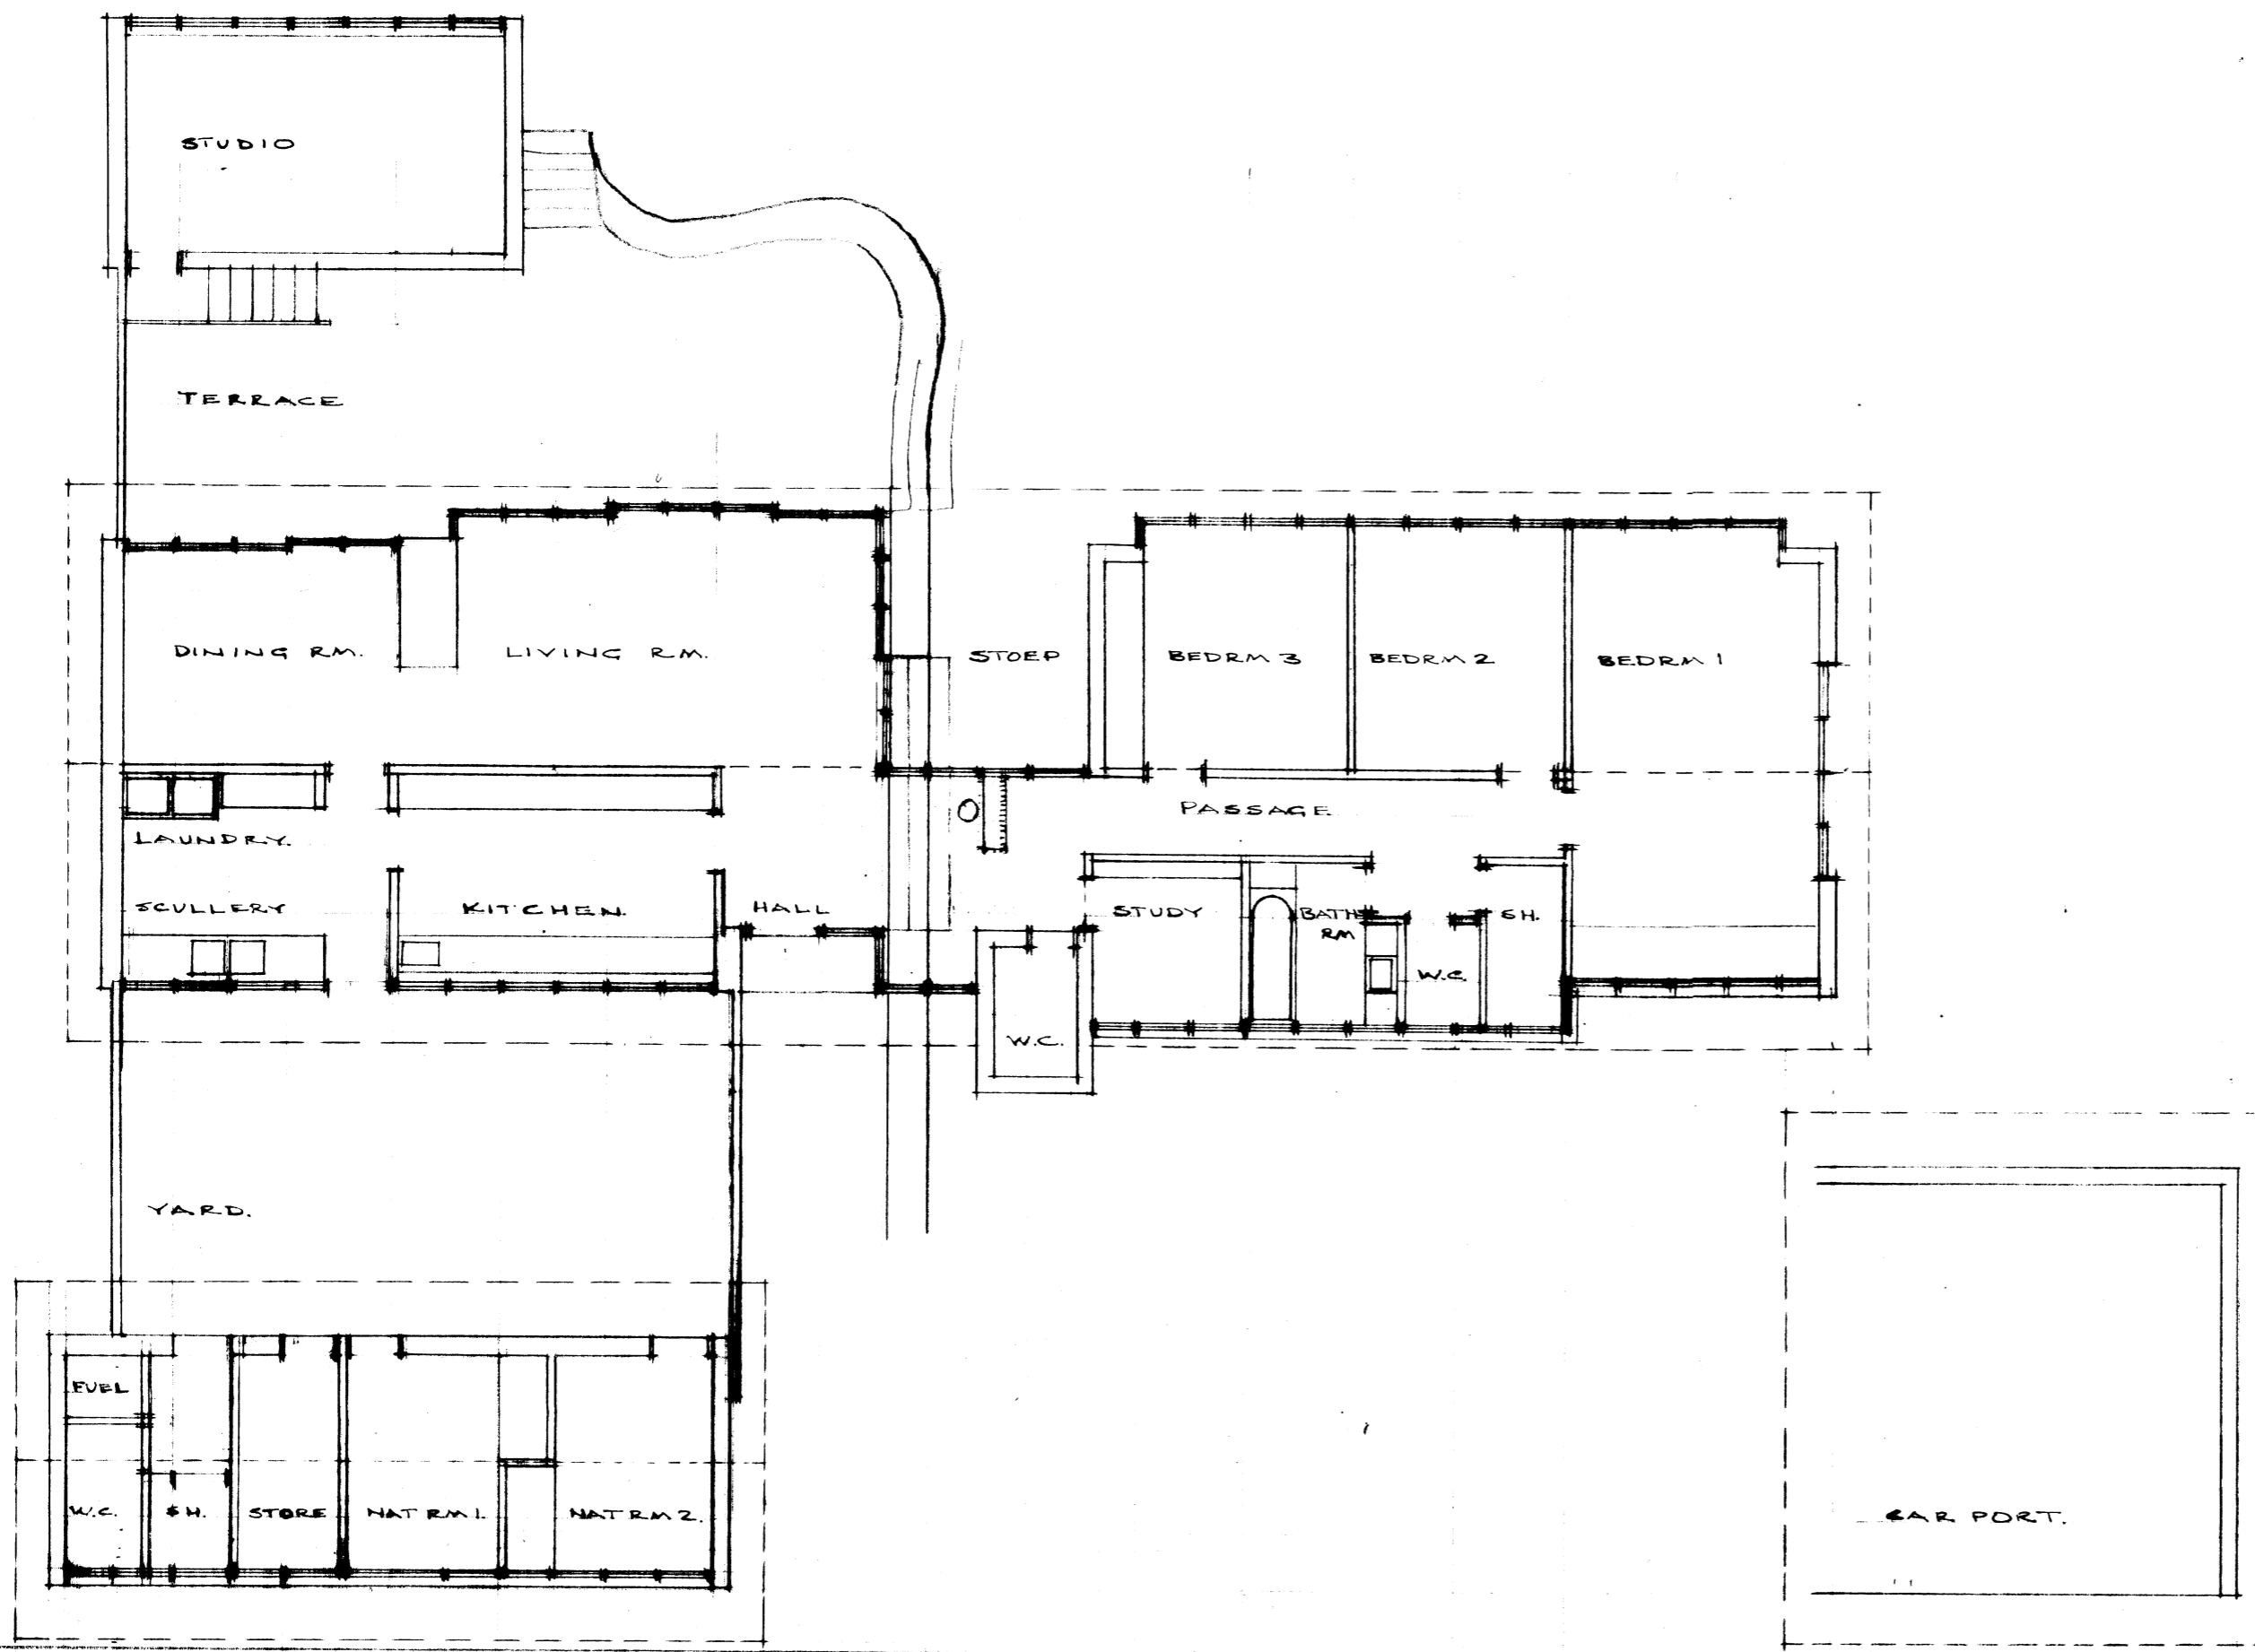 STUDIO
TERRACE
DINING RM.
LIVING RM.
STOEP
BEDRM 3
BEDRM 2
BEDRM 1
PASSAGE
LAUNDRY.
SCULLERY
KITCHEN
HALL
STUDY
BATH
RM
SH.
W.C.
W.C.
YARD.
FUEL
W.C.
SH.
STORE
NAT RM 1.
NAT RM 2.
CAR PORT.